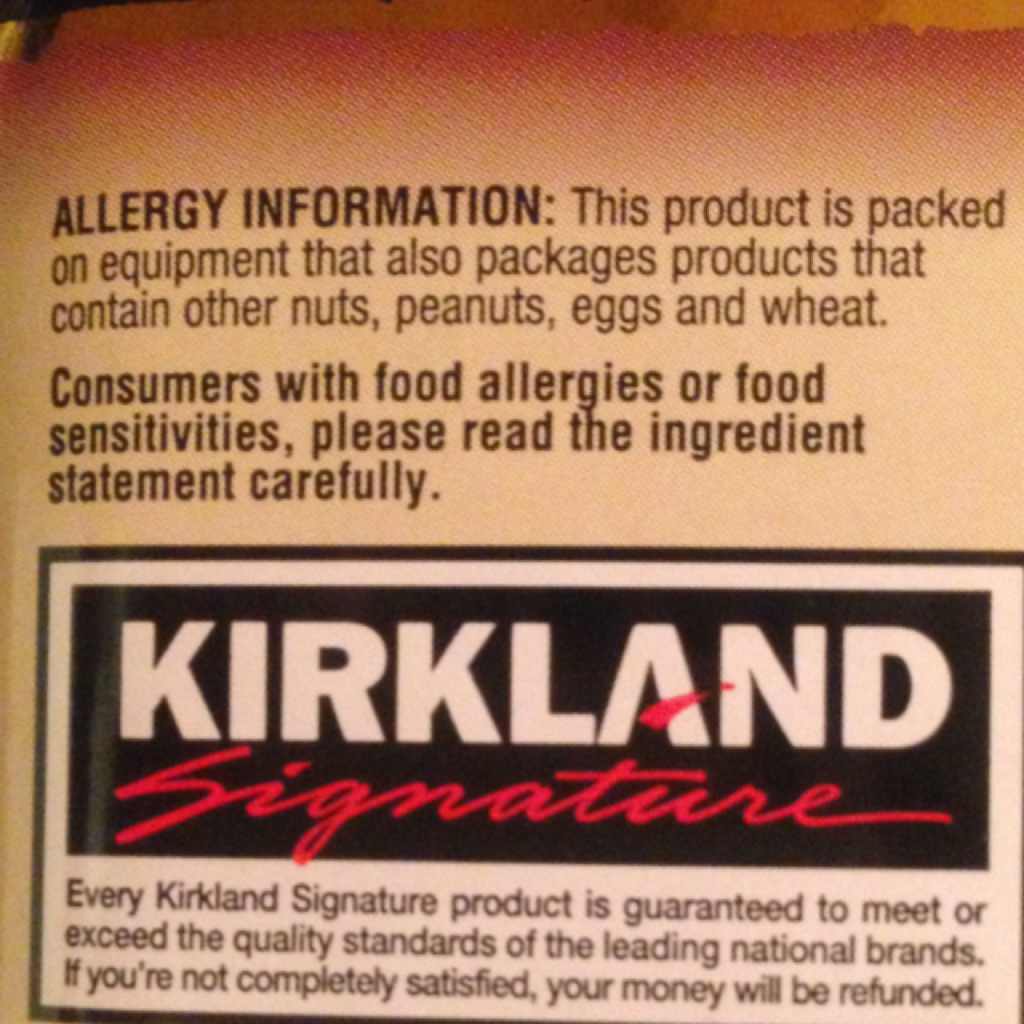 ALLERGY INFORMATION: This product is packed
on equipment that also packages products that
contain other nuts, peanuts, eggs and wheat.
Consumers with food allergies or food
sensitivities, please read the ingredient
statement carefully.
KIRKLAND
Signature
Every Kirkland Signature product is guaranteed to meet or
exceed the quality standards of the leading national brands.
If you're not completely satisfied, your money will be refunded.